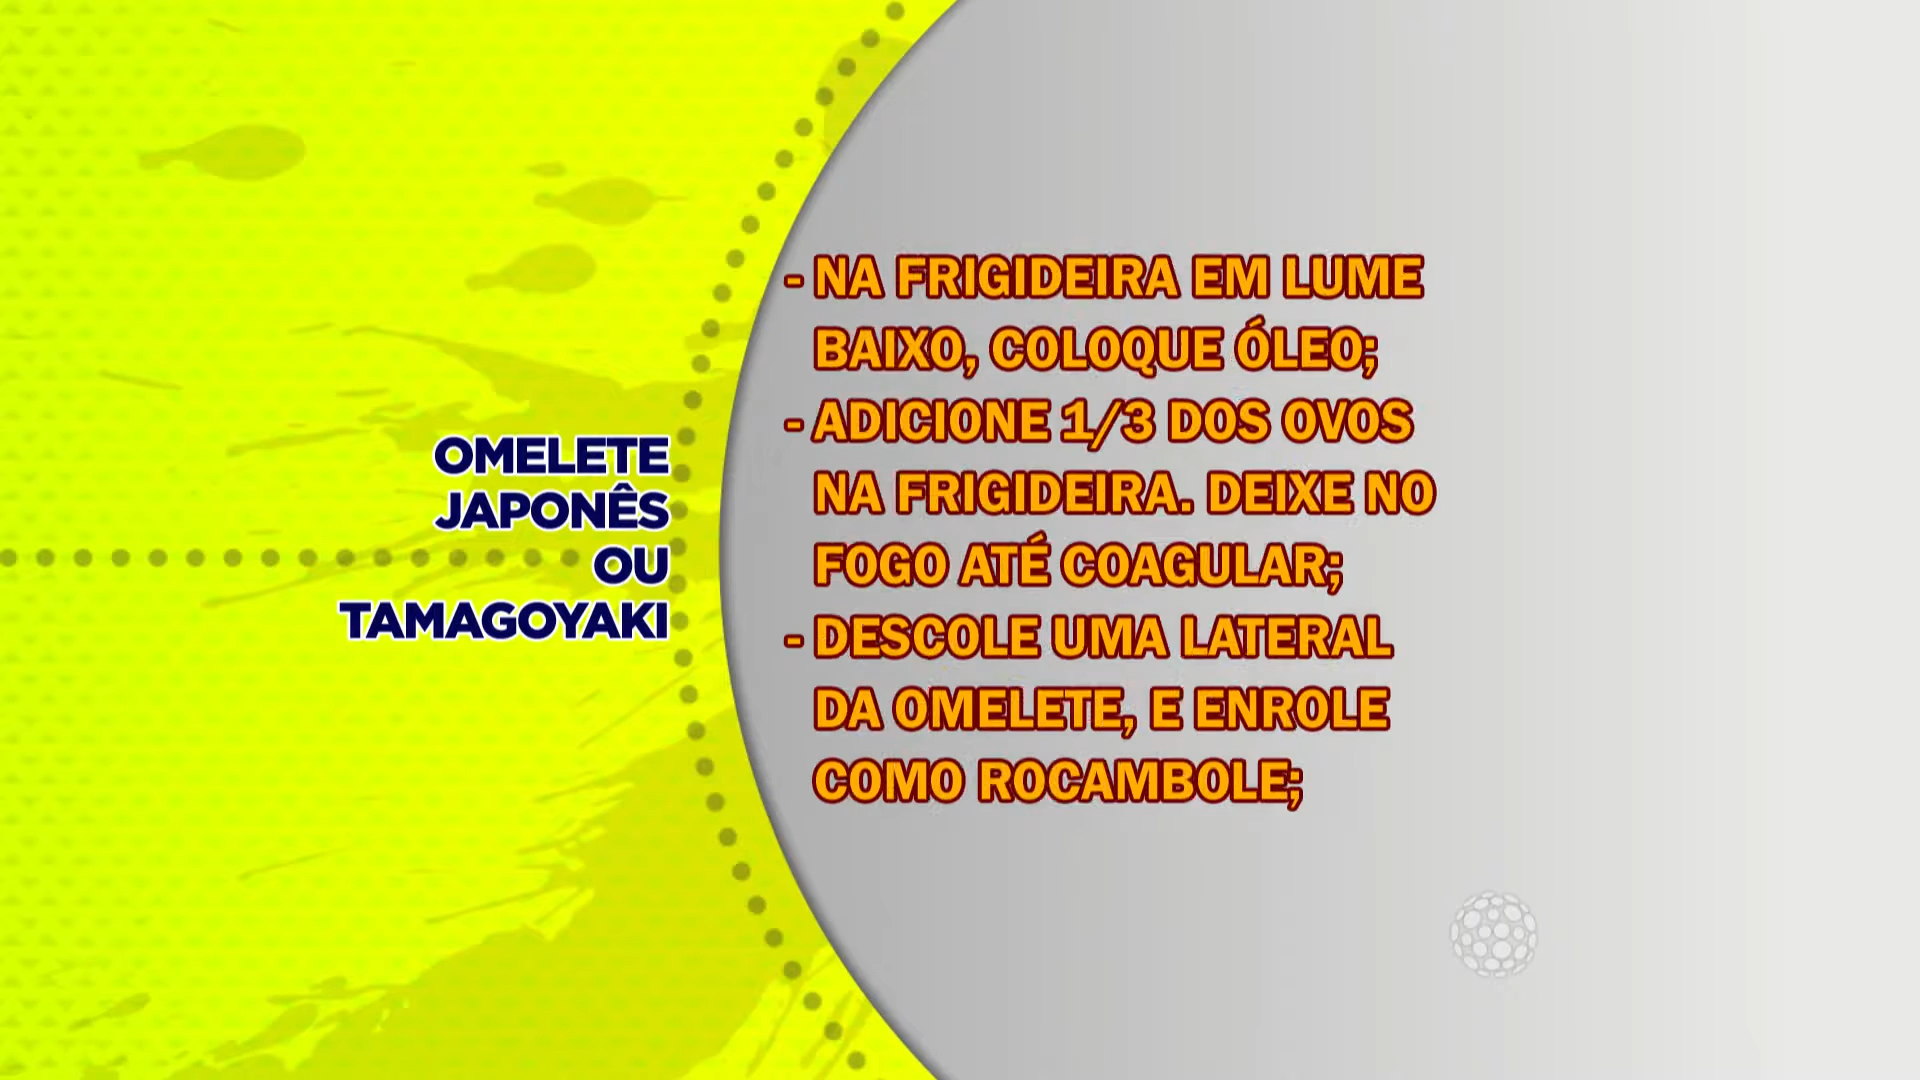 OMELETE
JAPONÊS
OU
TAMAGOYAKI
- NA FRIGIDEIRA EM LUME
BAIXO, COLOQUE ÓLEO;
- ADICIONE 1/3 DOS OVOS
NA FRIGIDEIRA. DEIXE NO
FOGO ATÉ COAGULAR;
- DESCOLE UMA LATERAL
DA OMELETE, E ENROLE
COMO ROCAMBOLE;